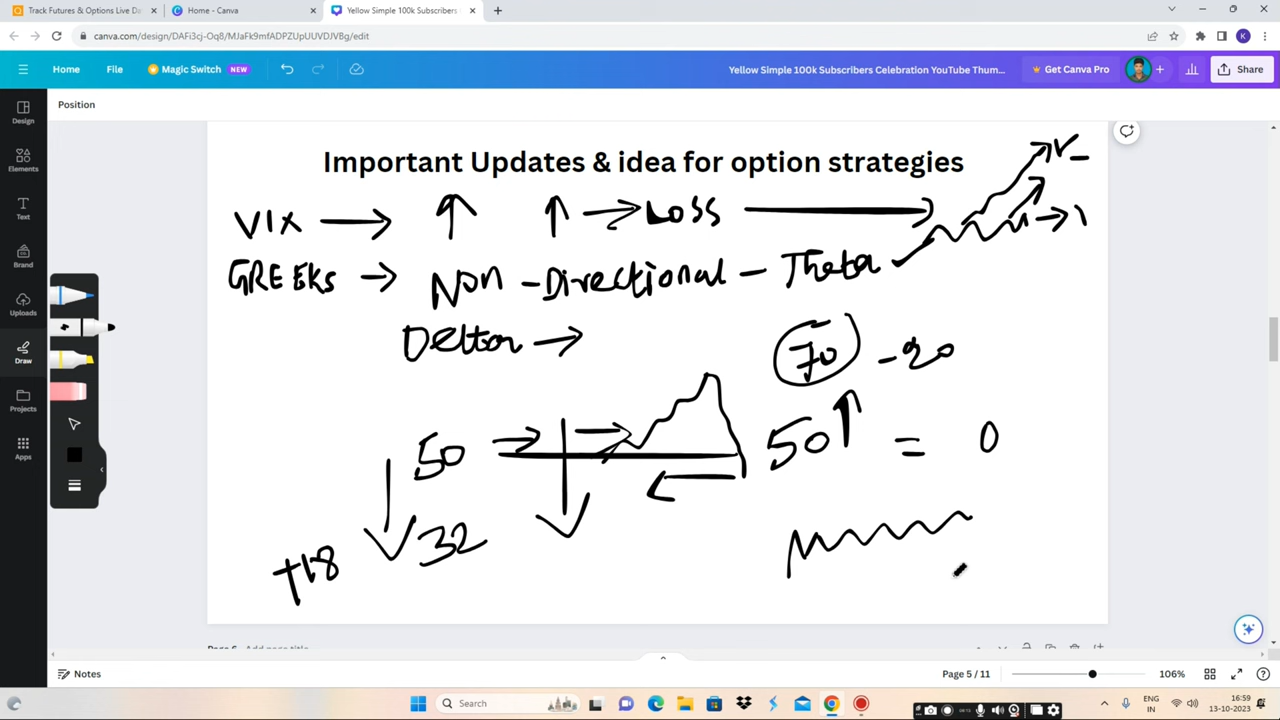 Track Futures & Options Live Da
Home - Canva
Yellow Simple 100k Subscribers
canva.com/design/DAFi3cj-Oq8/MJaFk9mfADPZUpUUVDJVBg/edit
Home
File
Magic Switch NEW
Yellow Simple 100k Subscribers Celebration YouTube Thum...
Get Canva Pro
Share
Position
Design
Elements
Text
Brand
Uploads
Draw
Projects
Apps
Important Updates & idea for option strategies
VIX → ↑ ↑ → LOSS
GREEKS → Non - Directional - Theta
Delta →
70 - 20
50 → 50 ↑ = 0
32
+18
Notes
Page 5 / 11
106%
Search
ENG
IN
16:59
13-10-2023